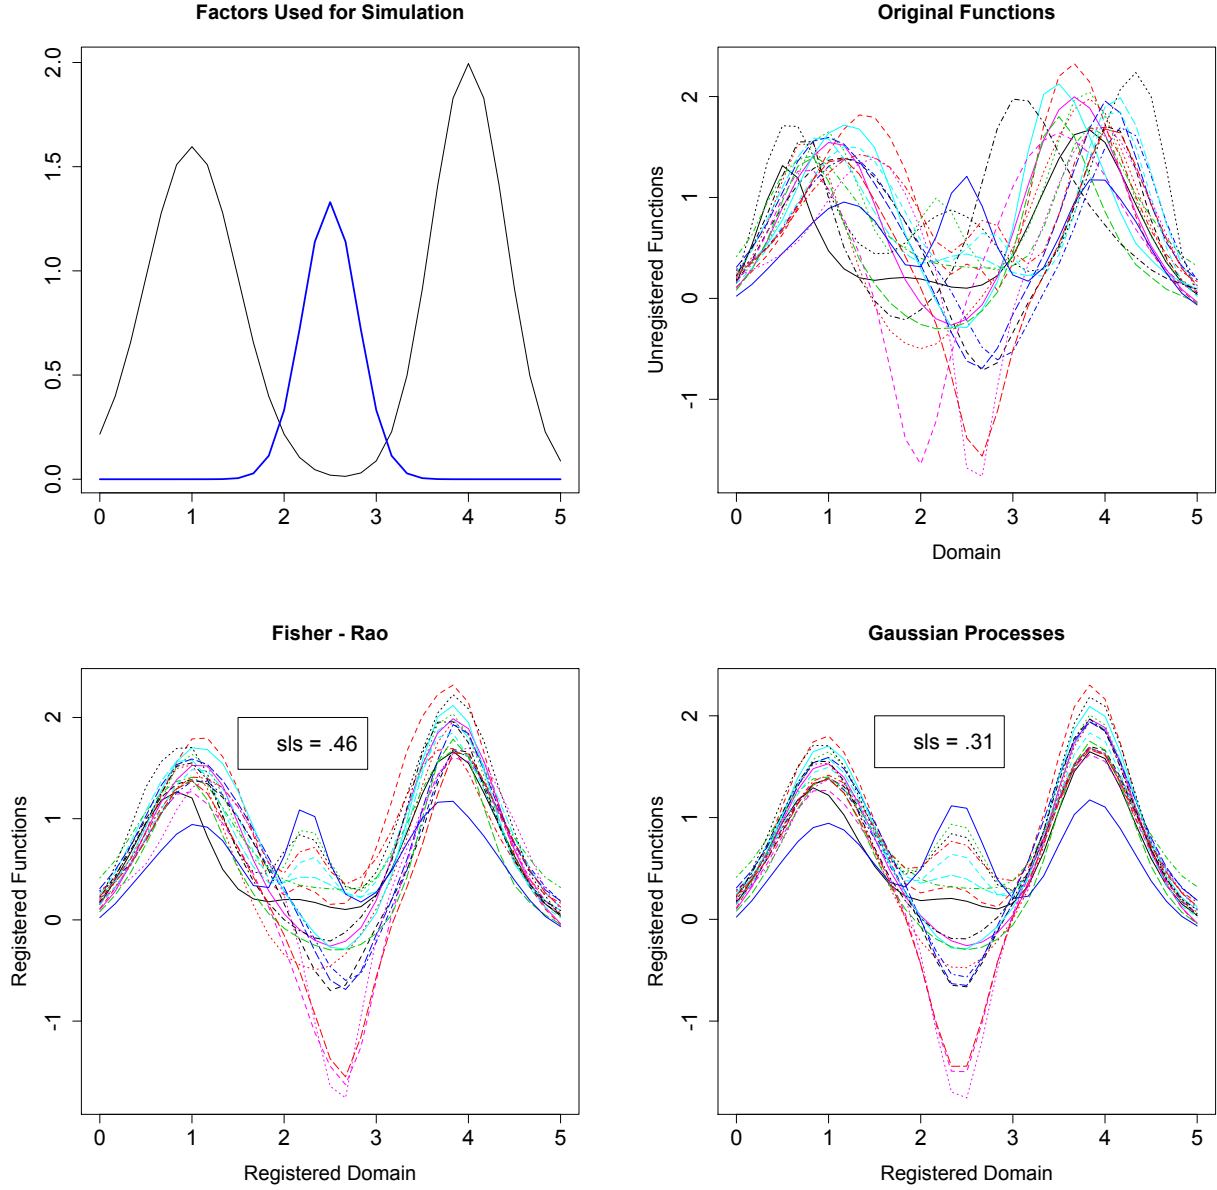 Factors Used for Simulation
2.0
1.5
1.0
0.5
0.0
0 1 2 3 4 5
Original Functions
Unregistered Functions
2
1
0
-1
0 1 2 3 4 5
Domain
Fisher - Rao
Registered Functions
2
1
0
-1
sls = .46
0 1 2 3 4 5
Registered Domain
Gaussian Processes
Registered Functions
2
1
0
-1
sls = .31
0 1 2 3 4 5
Registered Domain